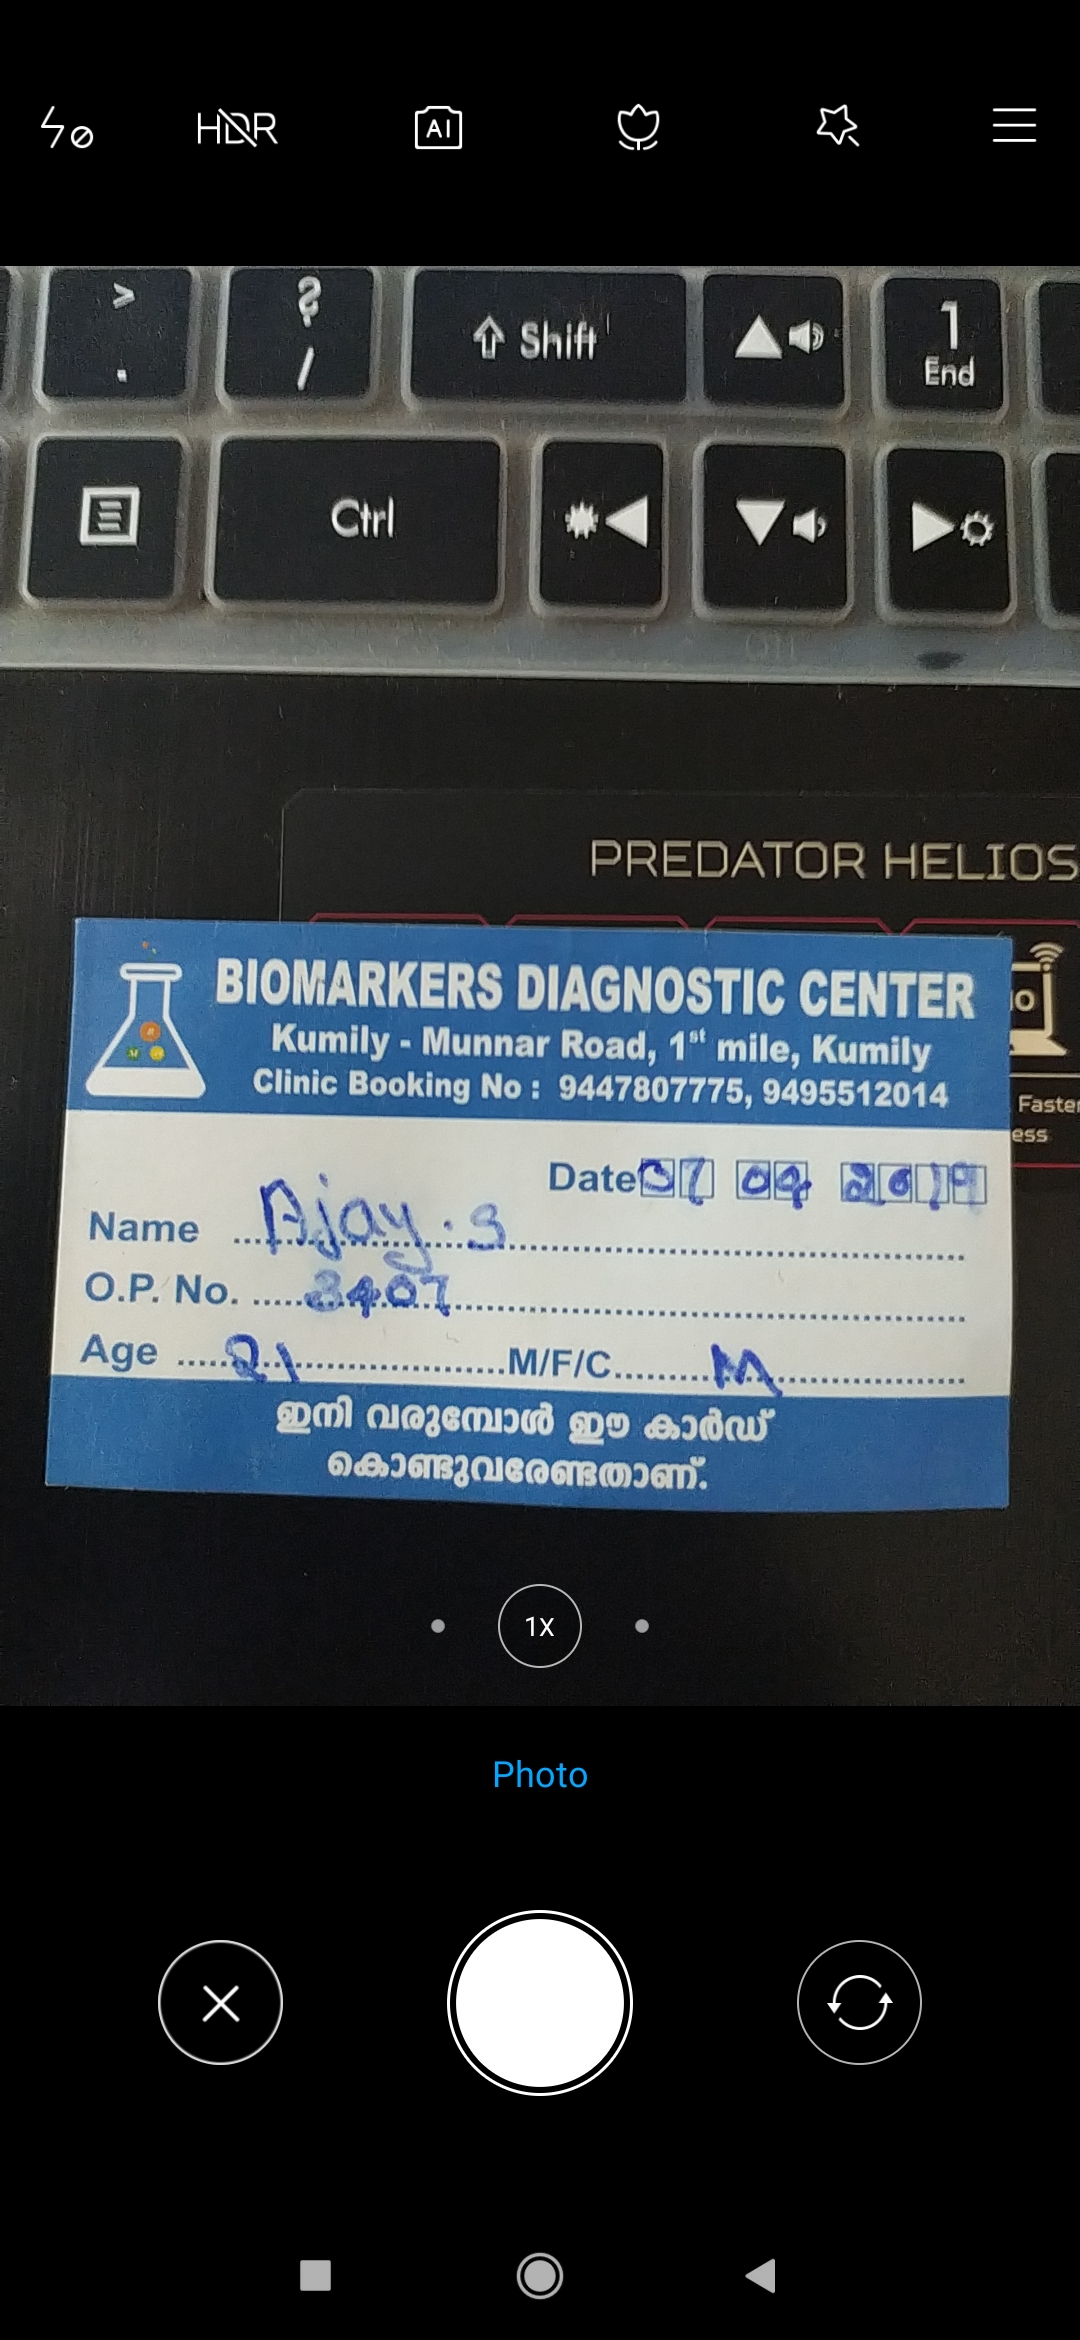 HDR
AI
> ? ⇧ Shift 1
. / End
Ctrl
PREDATOR HELIOS
BIOMARKERS DIAGNOSTIC CENTER
Kumily - Munnar Road, 1st mile, Kumily
Clinic Booking No : 9447807775, 9495512014
Faster
ess
Date 07 04 2019
Name Ajay.S
O.P. No. 3407
Age 21 M/F/C M
ഇനി വരുമ്പോൾ ഈ കാർഡ്
കൊണ്ടുവരേണ്ടതാണ്.
1X
Photo